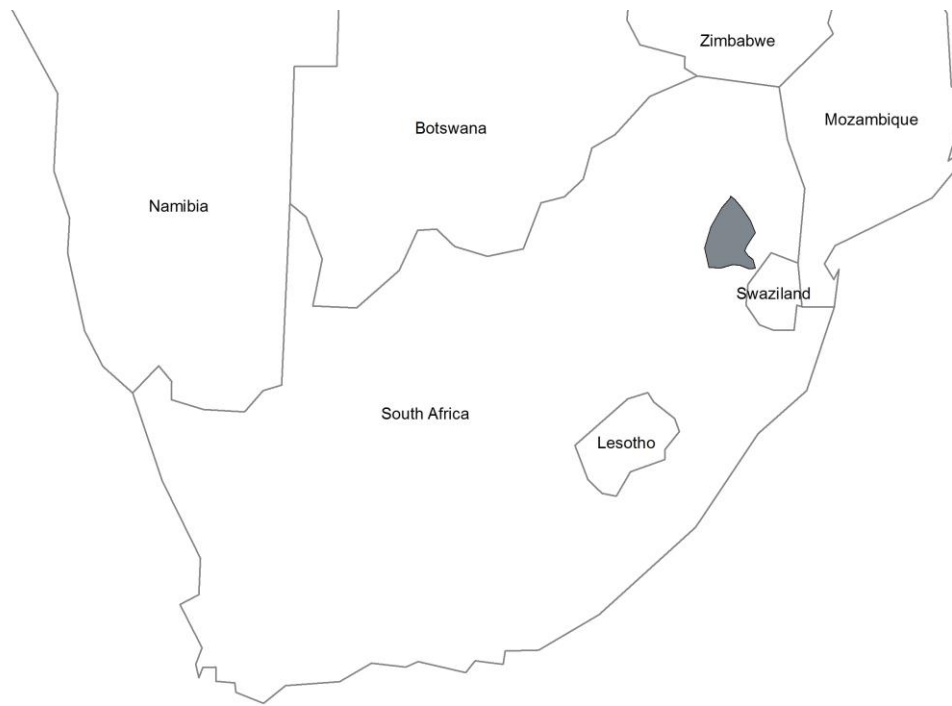 Zimbabwe
Mozambique
Botswana
Namibia
Swaziland
South Africa
Lesotho